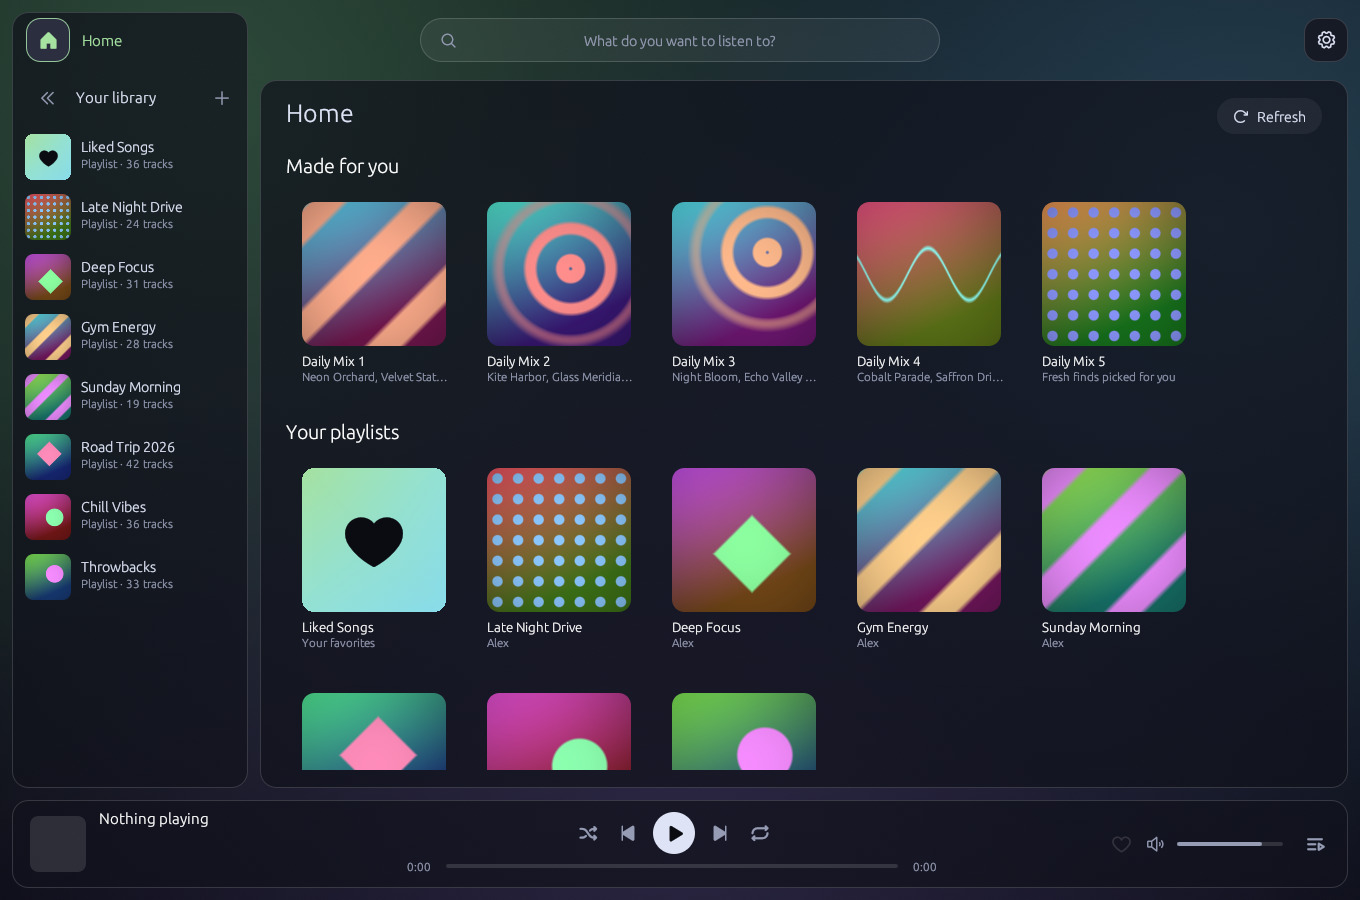 Home
What do you want to listen to?
Your library
Liked Songs
Playlist · 36 tracks
Late Night Drive
Playlist · 24 tracks
Deep Focus
Playlist · 31 tracks
Gym Energy
Playlist · 28 tracks
Sunday Morning
Playlist · 19 tracks
Road Trip 2026
Playlist · 42 tracks
Chill Vibes
Playlist · 36 tracks
Throwbacks
Playlist · 33 tracks
Home
Refresh
Made for you
Daily Mix 1
Neon Orchard, Velvet Stat…
Daily Mix 2
Kite Harbor, Glass Meridia…
Daily Mix 3
Night Bloom, Echo Valley …
Daily Mix 4
Cobalt Parade, Saffron Dri…
Daily Mix 5
Fresh finds picked for you
Your playlists
Liked Songs
Your favorites
Late Night Drive
Alex
Deep Focus
Alex
Gym Energy
Alex
Sunday Morning
Alex
Nothing playing
0:00
0:00